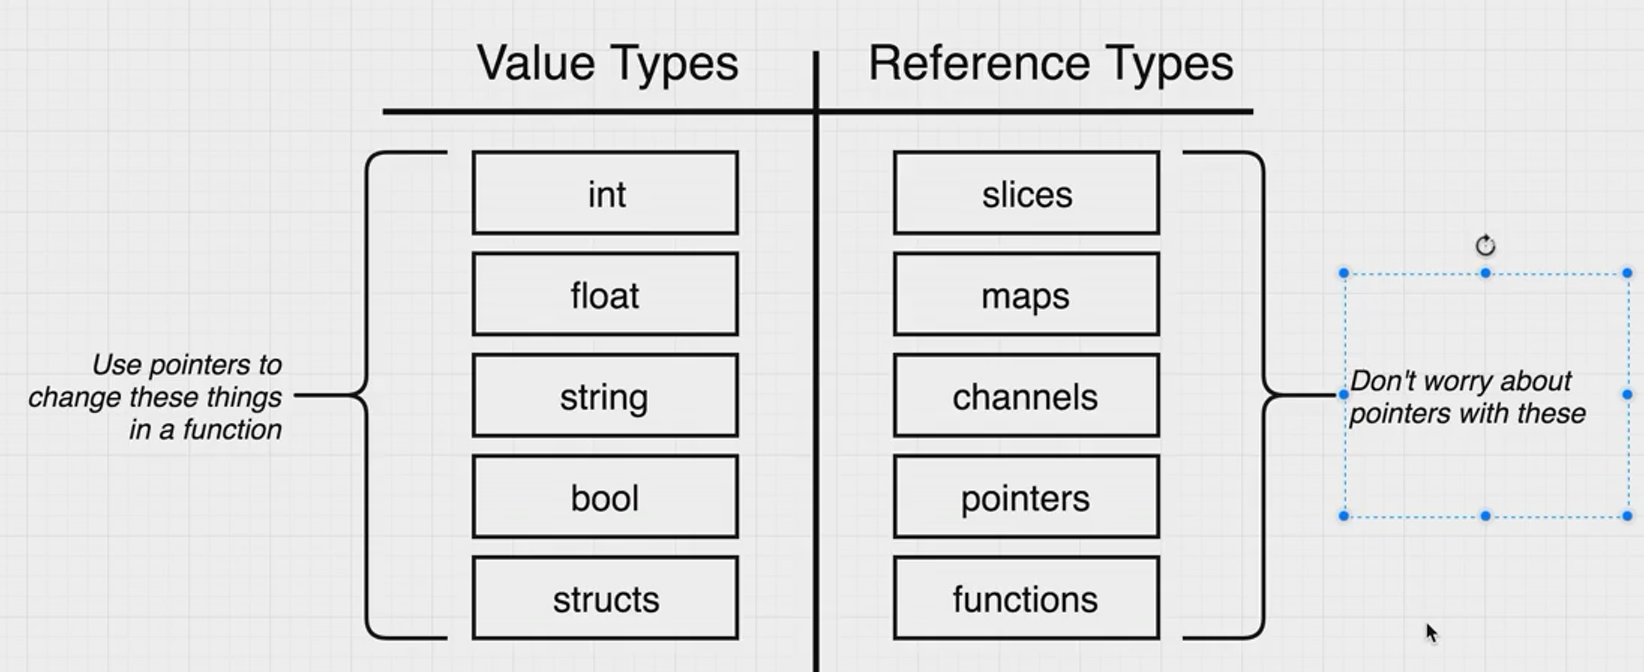 Value Types
Reference Types
int
float
string
bool
structs
slices
maps
channels
pointers
functions
Use pointers to
change these things
in a function
Don't worry about
pointers with these